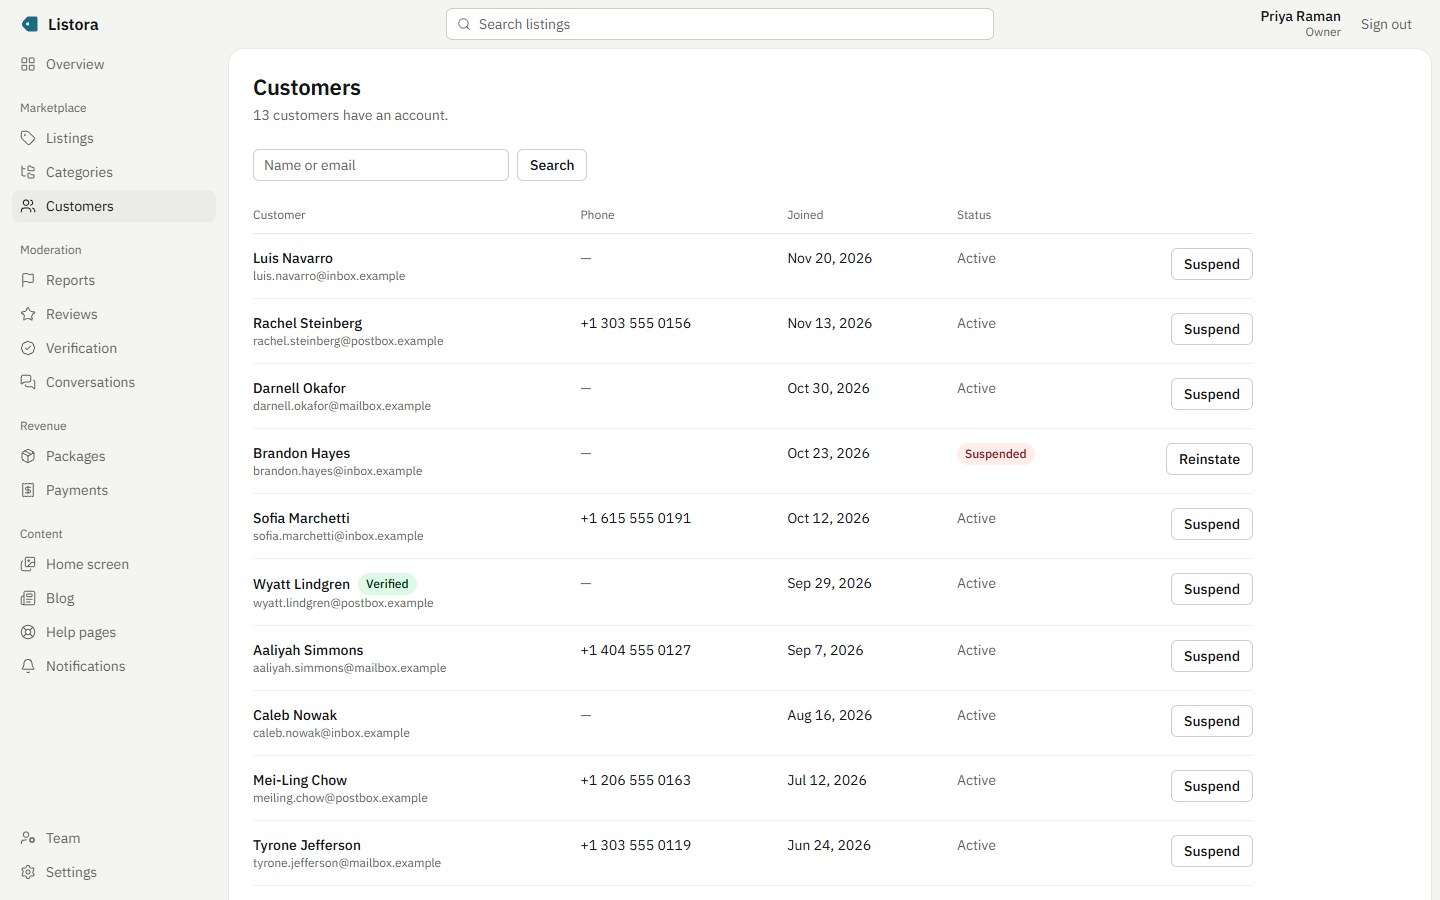 Listora
Search listings
Priya Raman
Owner
Sign out
Overview
Marketplace
Listings
Categories
Customers
Moderation
Reports
Reviews
Verification
Conversations
Revenue
Packages
Payments
Content
Home screen
Blog
Help pages
Notifications
Team
Settings
Customers
13 customers have an account.
Name or email
Search
Customer Phone Joined Status
Luis Navarro — Nov 20, 2026 Active Suspend
luis.navarro@inbox.example
Rachel Steinberg +1 303 555 0156 Nov 13, 2026 Active Suspend
rachel.steinberg@postbox.example
Darnell Okafor — Oct 30, 2026 Active Suspend
darnell.okafor@mailbox.example
Brandon Hayes — Oct 23, 2026 Suspended Reinstate
brandon.hayes@inbox.example
Sofia Marchetti +1 615 555 0191 Oct 12, 2026 Active Suspend
sofia.marchetti@inbox.example
Wyatt Lindgren Verified — Sep 29, 2026 Active Suspend
wyatt.lindgren@postbox.example
Aaliyah Simmons +1 404 555 0127 Sep 7, 2026 Active Suspend
aaliyah.simmons@mailbox.example
Caleb Nowak — Aug 16, 2026 Active Suspend
caleb.nowak@inbox.example
Mei-Ling Chow +1 206 555 0163 Jul 12, 2026 Active Suspend
meiling.chow@postbox.example
Tyrone Jefferson +1 303 555 0119 Jun 24, 2026 Active Suspend
tyrone.jefferson@mailbox.example